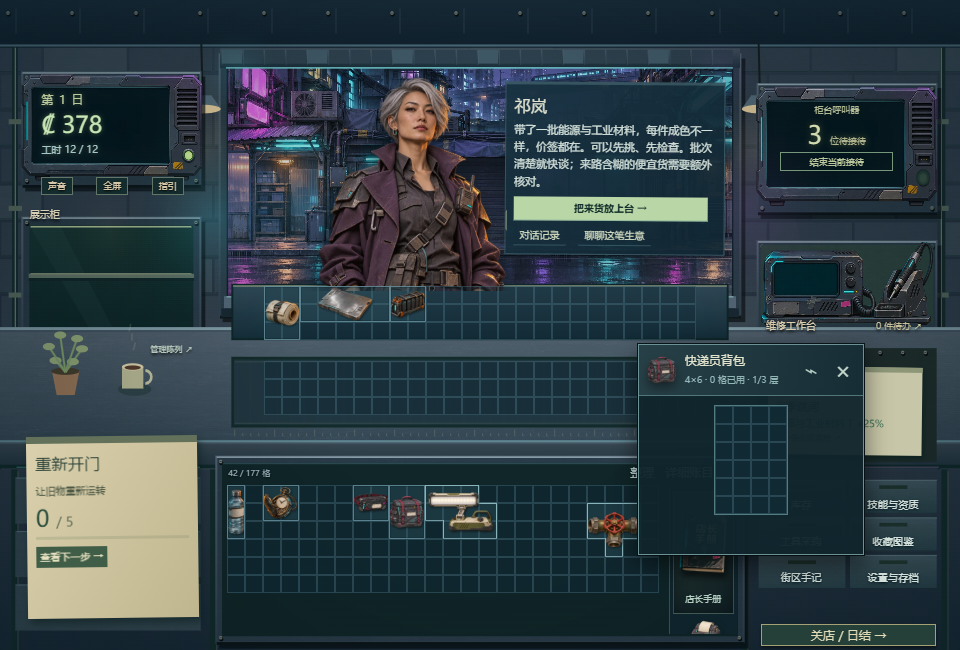 第 1 日
₡ 378
工时 12 / 12
声音
全屏
指引
展示柜
祁岚
带了一批能源与工业材料，每件成色不一
样，价签都在。可以先挑、先检查。批次
清楚就快谈；来路含糊的便宜货需要额外
核对。
把来货放上台 →
对话记录
聊聊这笔生意
柜台呼叫器
3 位待接待
结束当前接待
维修工作台
0 件待办 ↗
管理陈列 ↗
快递员背包
4×6 · 0 格已用 · 1/3 层
25%
重新开门
让旧物重新运转
0 / 5
查看下一步 →
42 / 177 格
店长手册
技能与资质
收藏图鉴
街区手记
设置与存档
关店 / 日结 →